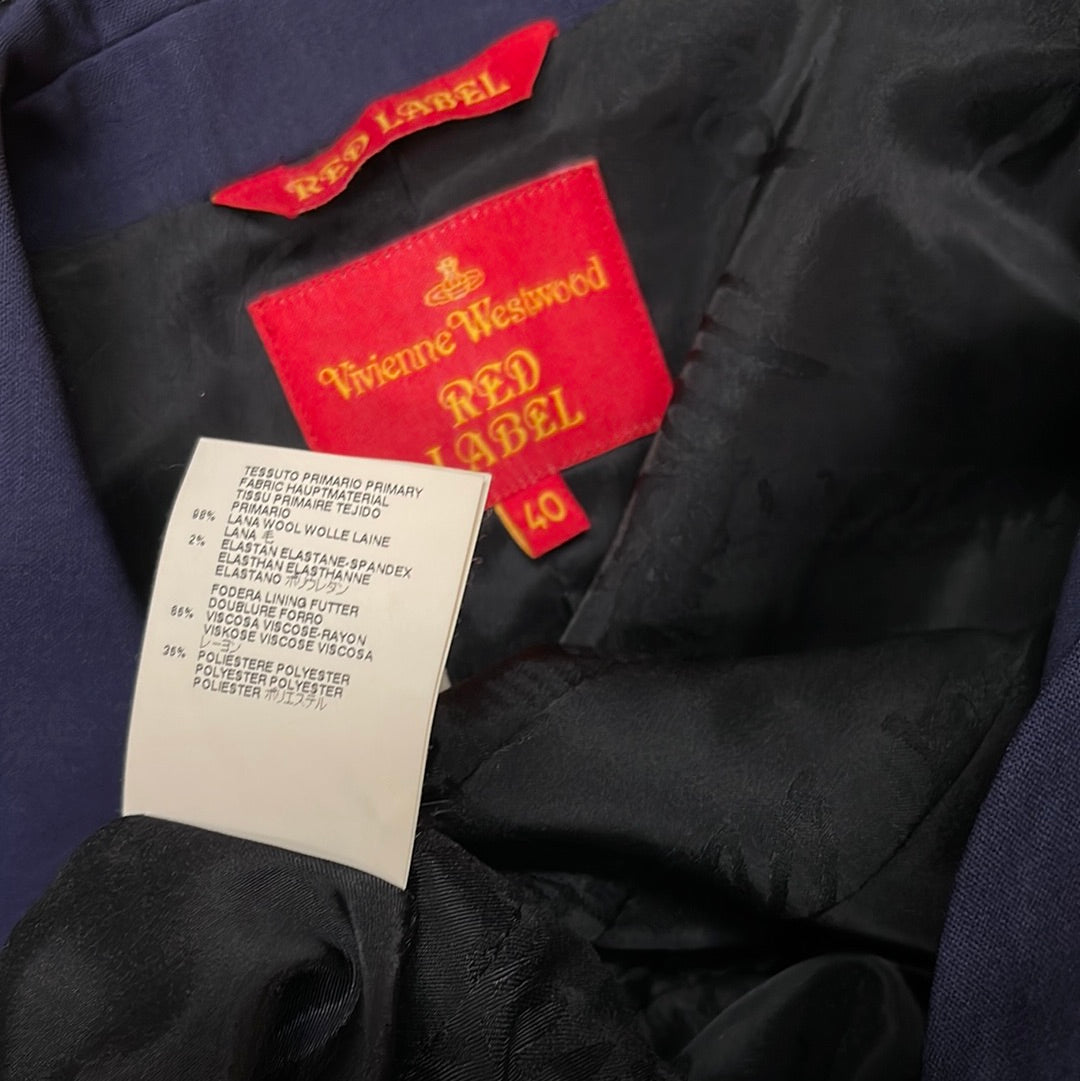 RED LABEL
Vivienne Westwood
RED
LABEL
40
TESSUTO PRIMARIO PRIMARY
FABRIC HAUPTMATERIAL
TISSU PRIMAIRE TEJIDO
PRIMARIO
98% LANA WOOL WOLLE LAINE
LANA 毛
2% ELASTAN ELASTANE-SPANDEX
ELASTHAN ELASTHANNE
ELASTANO ポリウレタン
FODERA LINING FUTTER
DOUBLURE FORRO
65% VISCOSA VISCOSE-RAYON
VISKOSE VISCOSE VISCOSA
レーヨン
35% POLIESTERE POLYESTER
POLYESTER POLYESTER
POLIESTER ポリエステル